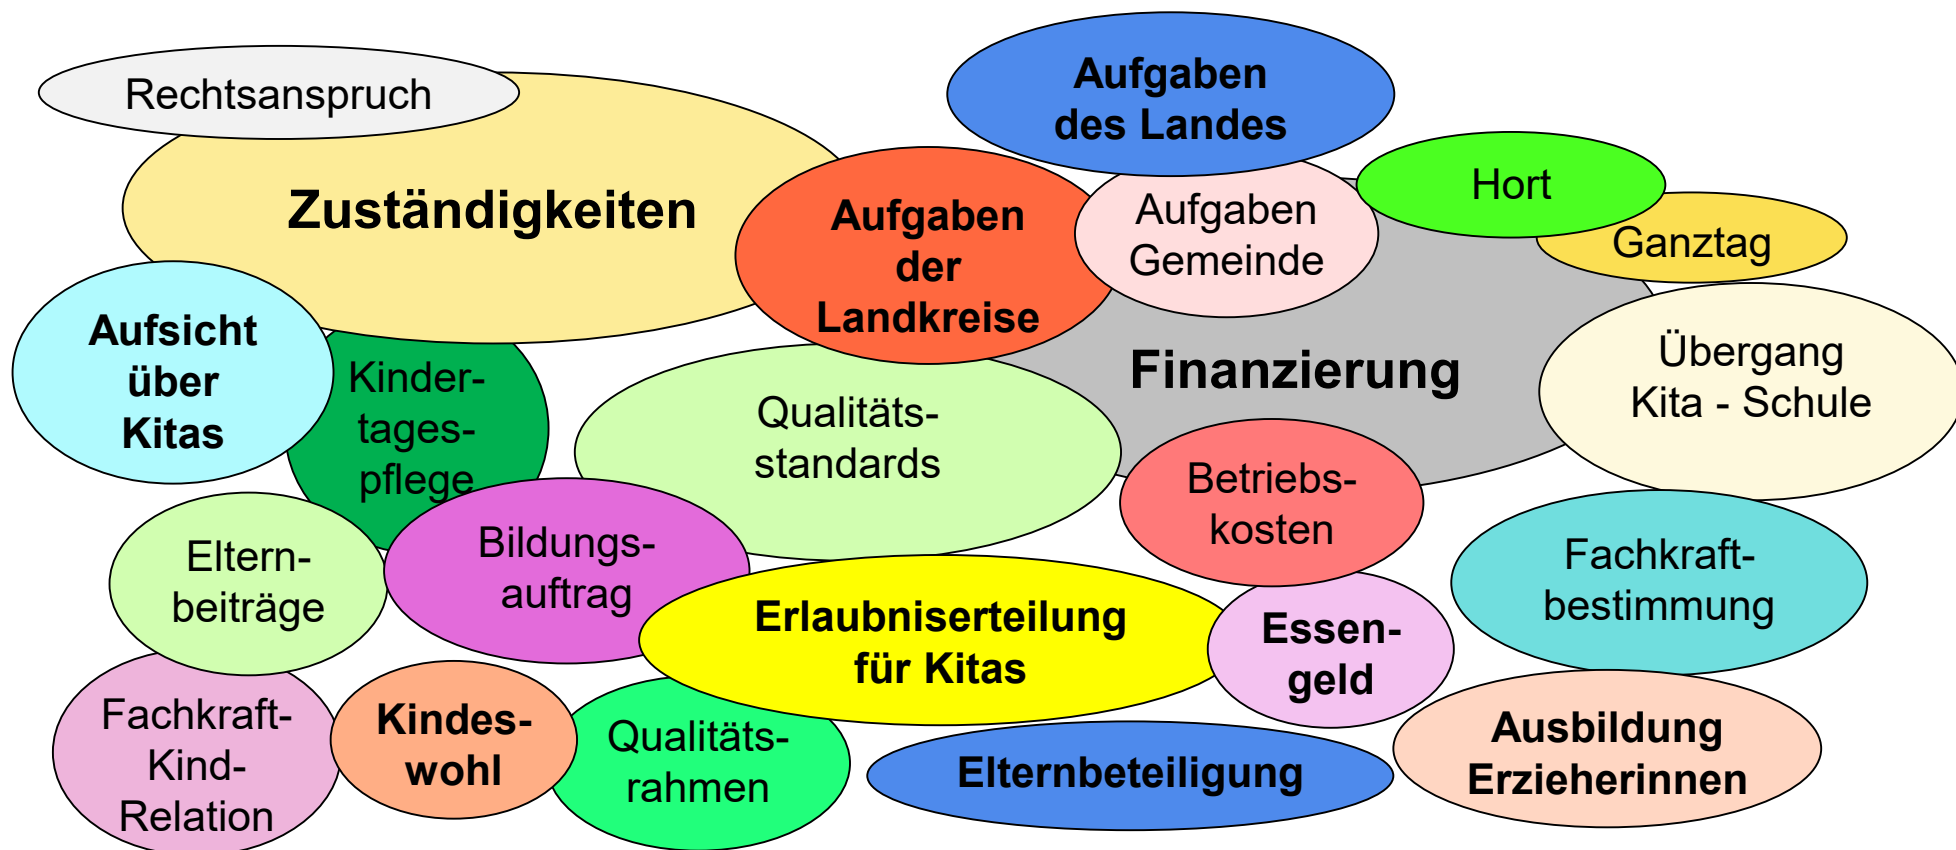 Rechtsanspruch
Zuständigkeiten
Aufgaben
des Landes
Aufgaben
der
Landkreise
Aufgaben
Gemeinde
Hort
Ganztag
Aufsicht
über
Kitas
Kinder-
tages-
pflege
Qualitäts-
standards
Finanzierung
Übergang
Kita - Schule
Betriebs-
kosten
Eltern-
beiträge
Bildungs-
auftrag
Erlaubniserteilung
für Kitas
Essen-
geld
Fachkraft-
bestimmung
Fachkraft-
Kind-
Relation
Kindes-
wohl
Qualitäts-
rahmen
Elternbeteiligung
Ausbildung
Erzieherinnen